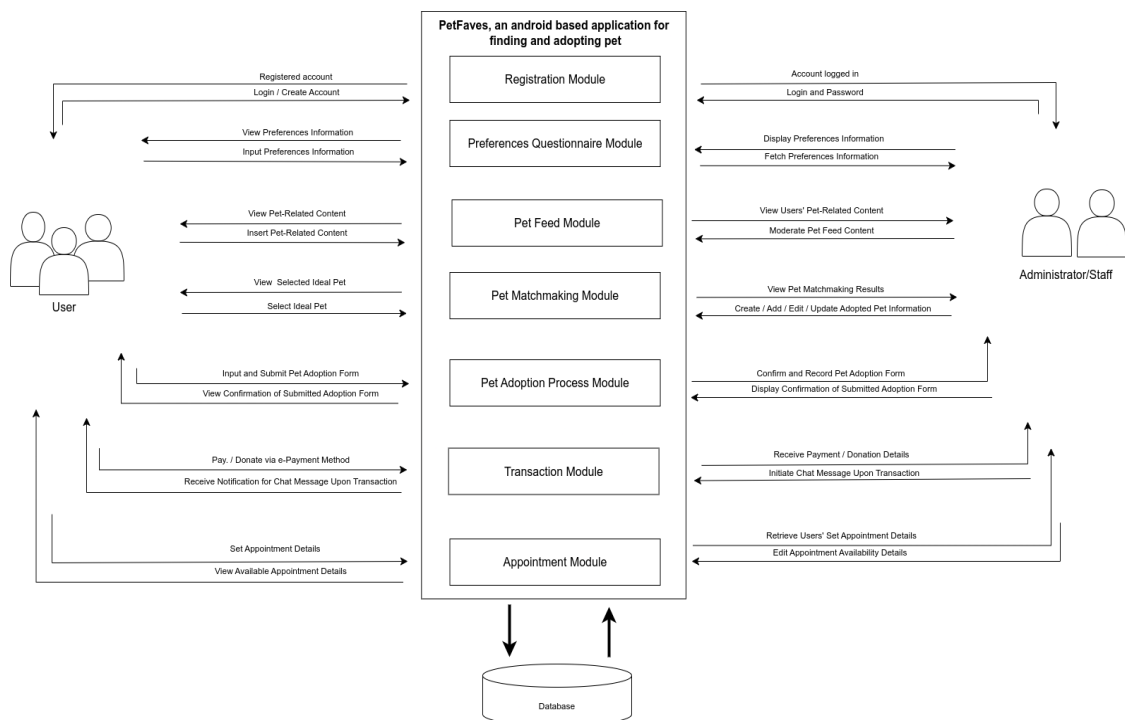 PetFaves, an android based application for
finding and adopting pet
Registration Module
Registered account
Login / Create Account
Account logged in
Login and Password
Preferences Questionnaire Module
View Preferences Information
Input Preferences Information
Display Preferences Information
Fetch Preferences Information
Pet Feed Module
View Pet-Related Content
Insert Pet-Related Content
View Users' Pet-Related Content
Moderate Pet Feed Content
User
Administrator/Staff
Pet Matchmaking Module
View Selected Ideal Pet
Select Ideal Pet
View Pet Matchmaking Results
Create / Add / Edit / Update Adopted Pet Information
Pet Adoption Process Module
Input and Submit Pet Adoption Form
View Confirmation of Submitted Adoption Form
Confirm and Record Pet Adoption Form
Display Confirmation of Submitted Adoption Form
Transaction Module
Pay. / Donate via e-Payment Method
Receive Notification for Chat Message Upon Transaction
Receive Payment / Donation Details
Initiate Chat Message Upon Transaction
Appointment Module
Set Appointment Details
View Available Appointment Details
Retrieve Users' Set Appointment Details
Edit Appointment Availability Details
Database